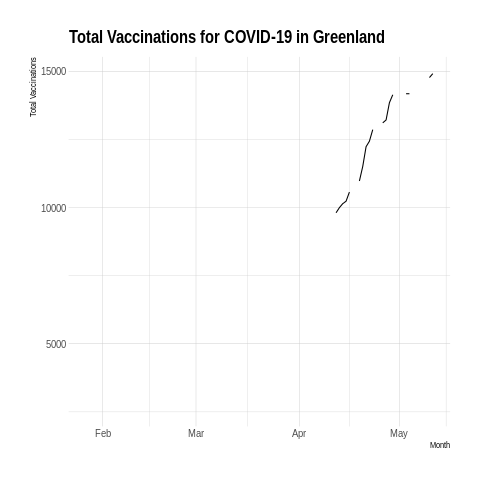 Total Vaccinations for COVID-19 in Greenland
Total Vaccinations
15000
10000
5000
Feb Mar Apr May
Month